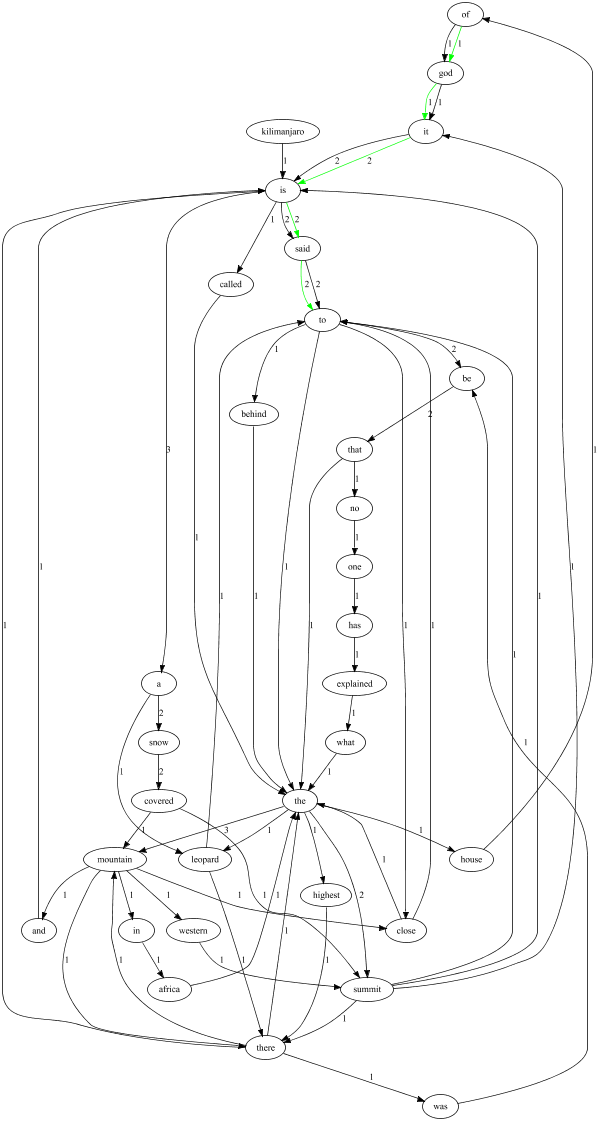 of
1 1
god
1 1
it
kilimanjaro
1 2 2
is
1 2 2
said
called
2 2
to
1 2
be
behind
2
that
3 1
no
1 1 1
one
1 1 1 1 1 1 1 1 1
has
1
explained
a
1
2
snow
what
1
1 2 1
covered
the
1 3 1 1 1
mountain
leopard
house
1 2
highest
1 1 1 1 1 1 1
and
in
western
close
1 1 1 1 1
africa
summit
1
there
1
was